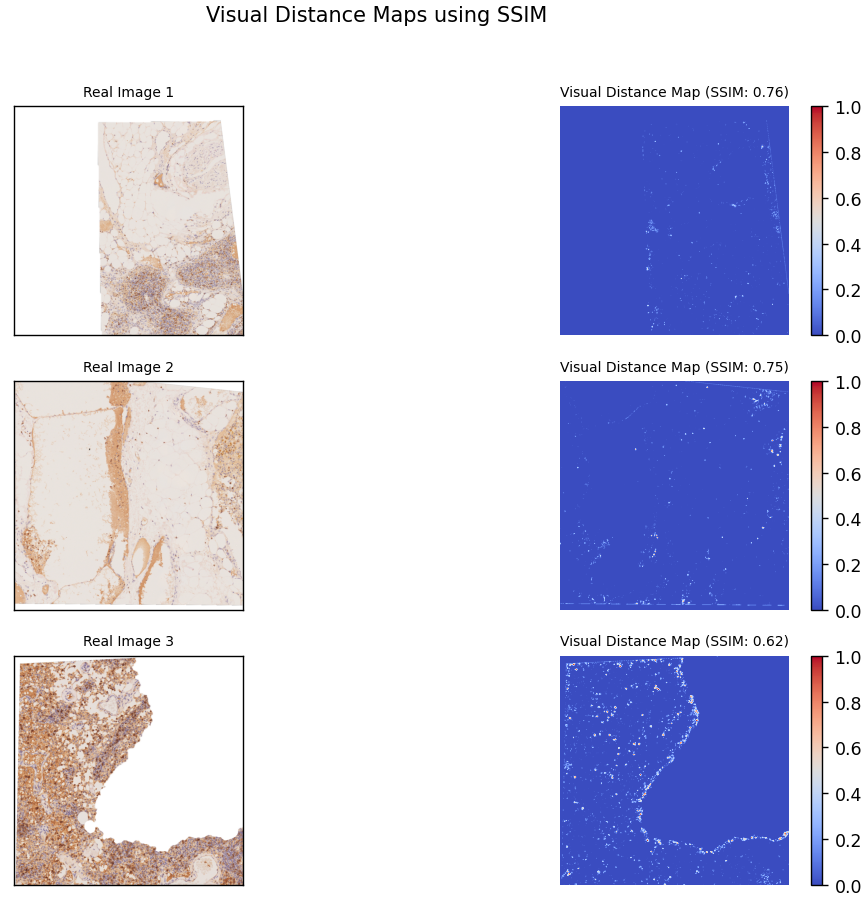 Visual Distance Maps using SSIM
Real Image 1
Visual Distance Map (SSIM: 0.76)
1.0
0.8
0.6
0.4
0.2
0.0
Real Image 2
Visual Distance Map (SSIM: 0.75)
1.0
0.8
0.6
0.4
0.2
0.0
Real Image 3
Visual Distance Map (SSIM: 0.62)
1.0
0.8
0.6
0.4
0.2
0.0